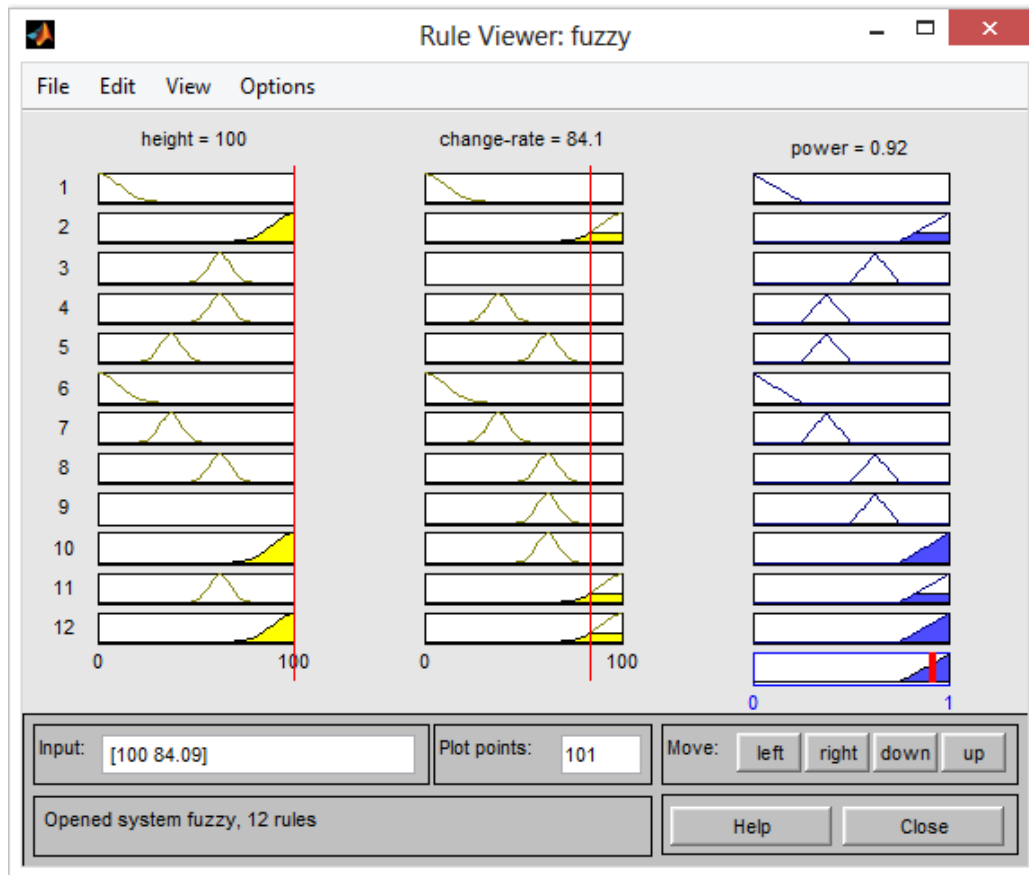 Rule Viewer: fuzzy
File Edit View Options
height = 100 change-rate = 84.1 power = 0.92
1
2
3
4
5
6
7
8
9
10
11
12
0 100 0 100
0 1
Input: [100 84.09] Plot points: 101 Move: left right down up
Opened system fuzzy, 12 rules Help Close